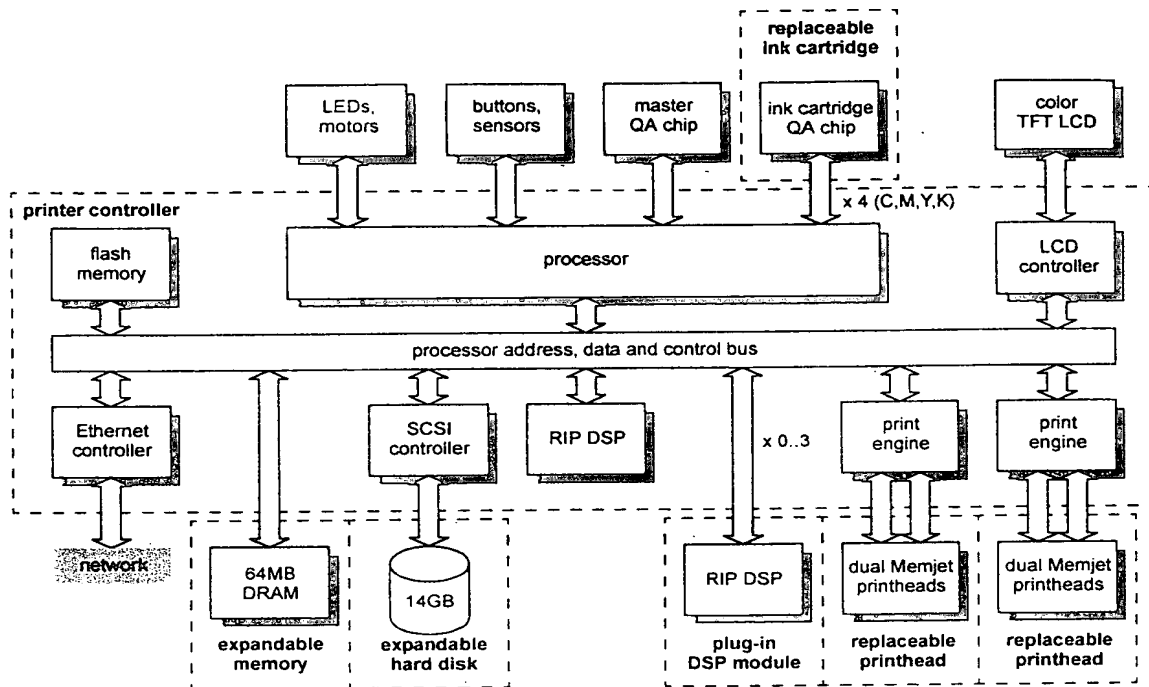 replaceable
ink cartridge
LEDs,
motors
buttons,
sensors
master
QA chip
ink cartridge
QA chip
color
TFT LCD
x 4 (C,M,Y,K)
printer controller
flash
memory
processor
LCD
controller
processor address, data and control bus
Ethernet
controller
SCSI
controller
RIP DSP
x 0..3
print
engine
print
engine
network
64MB
DRAM
14GB
RIP DSP
dual Memjet
printheads
dual Memjet
printheads
expandable
memory
expandable
hard disk
plug-in
DSP module
replaceable
printhead
replaceable
printhead